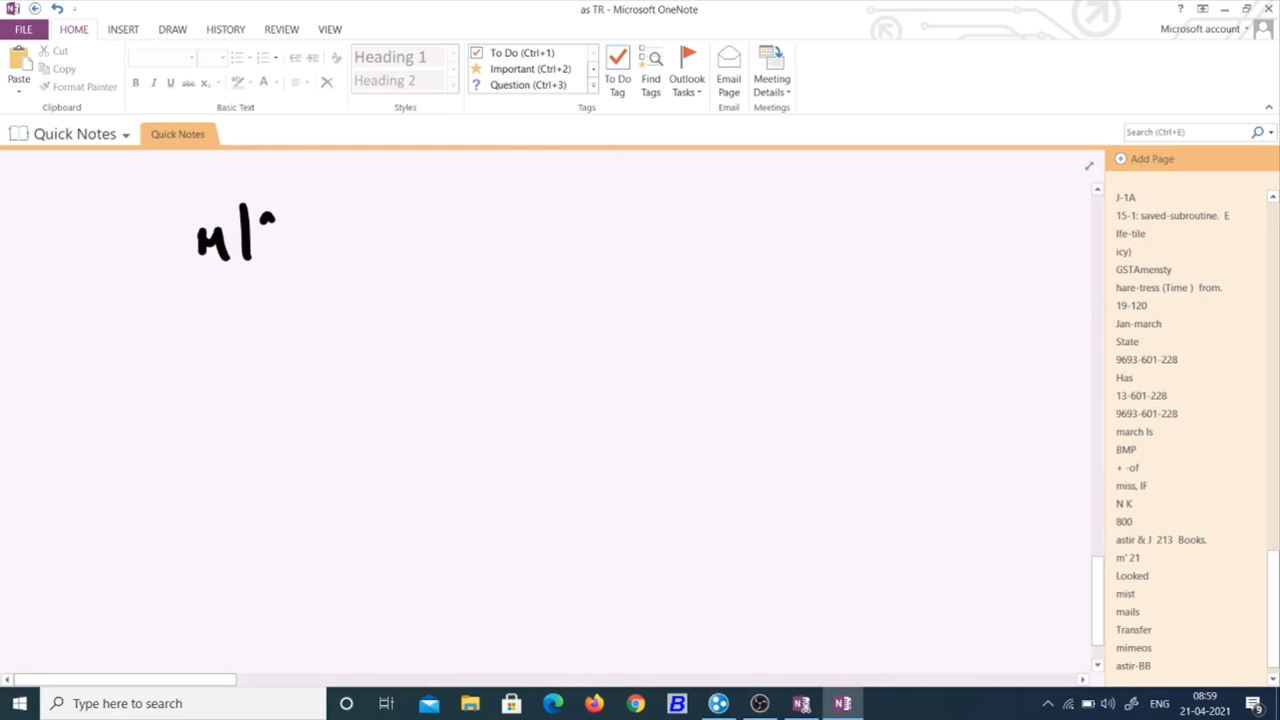 as TR - Microsoft OneNote
?
Microsoft account
FILE
HOME
INSERT
DRAW
HISTORY
REVIEW
VIEW
Paste
Cut
Copy
Format Painter
Clipboard
B I U abc x₂ A
Basic Text
Heading 1
Heading 2
Styles
To Do (Ctrl+1)
Important (Ctrl+2)
? Question (Ctrl+3)
To Do Tag
Find Tags
Outlook Tasks
Tags
Email Page
Email
Meeting Details
Meetings
Quick Notes
Quick Notes
Search (Ctrl+E)
Add Page
J-1A
15-1: saved-subroutine. E
Ife-tile
icy)
GSTAmensty
hare-tress (Time ) from.
19-120
Jan-march
State
9693-601-228
Has
13-601-228
9693-601-228
march Is
BMP
+ -of
miss, IF
N K
800
astir & J 213 Books.
m' 21
Looked
mist
mails
Transfer
mimeos
astir-BB
Type here to search
B
ENG
08:59
21-04-2021
9